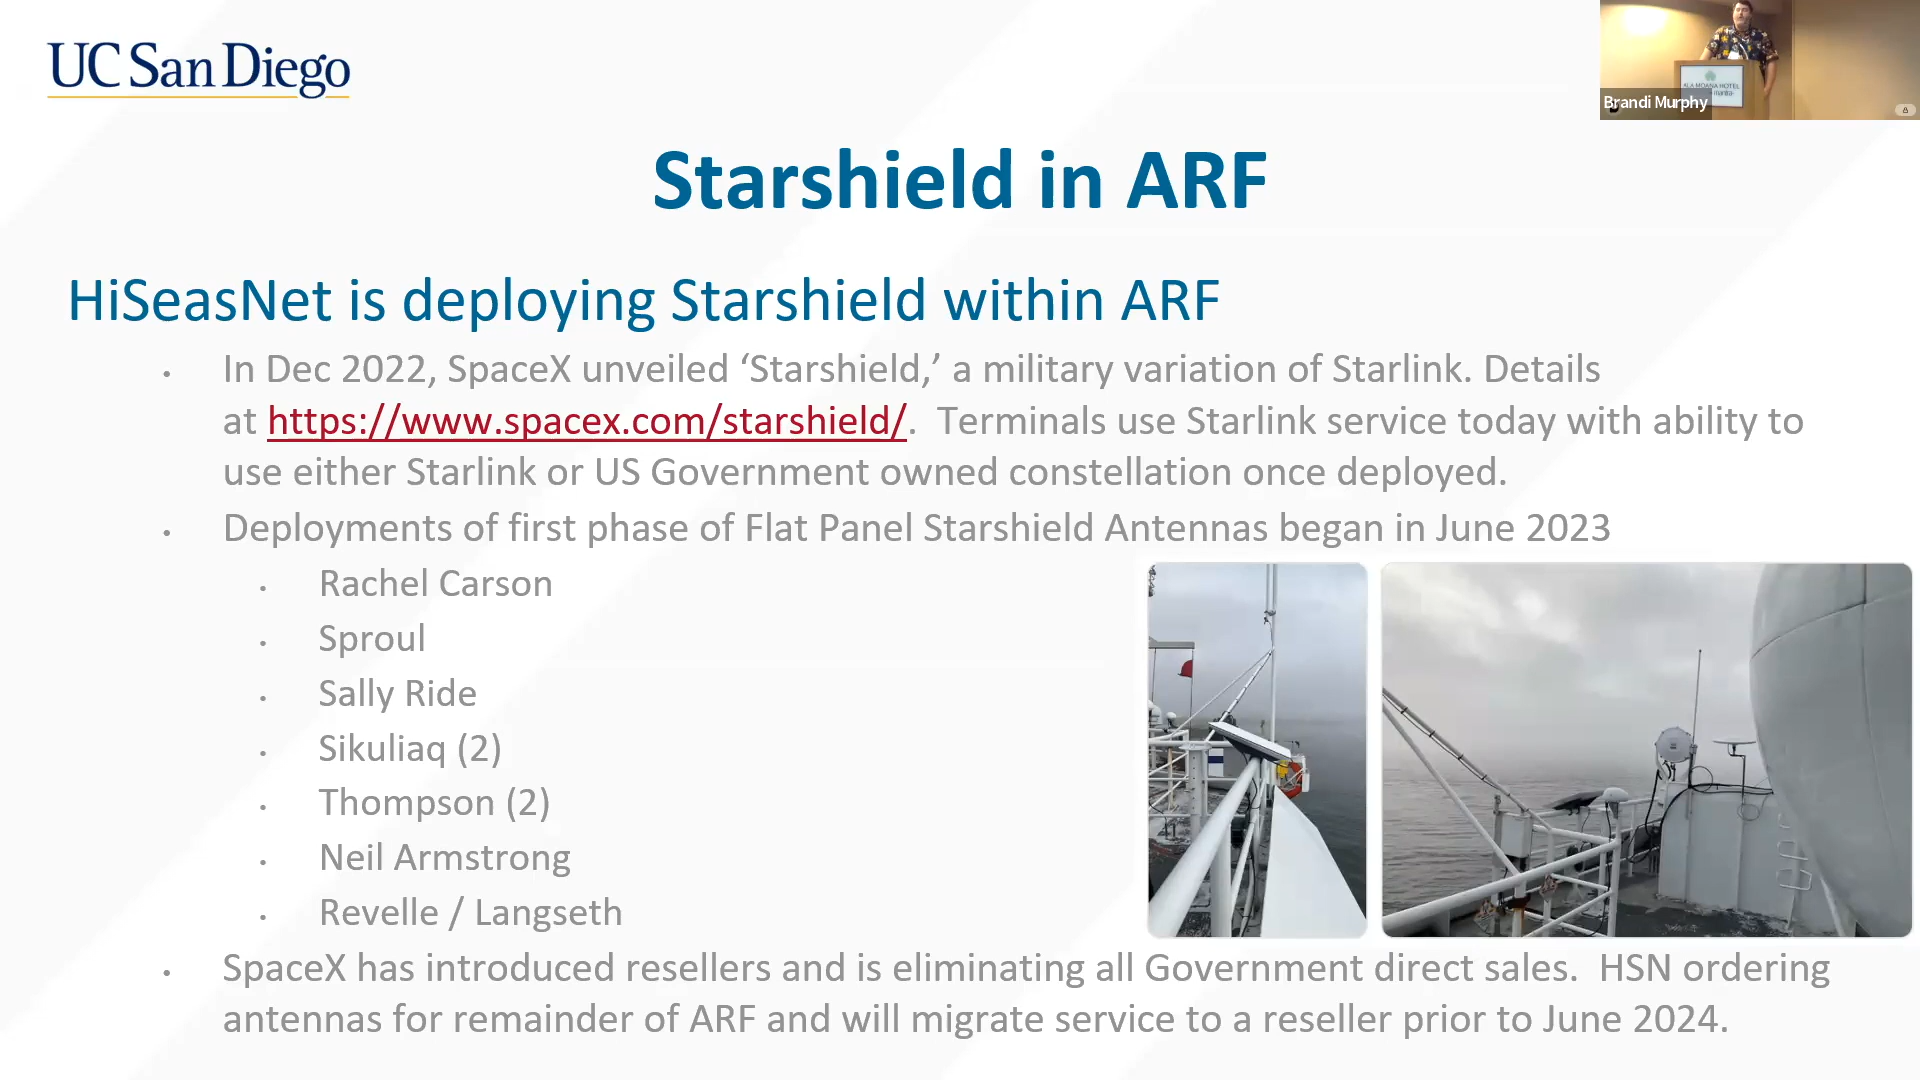 UC San Diego
ALA MOANA HOTEL
mantra
Brandi Murphy
Starshield in ARF
HiSeasNet is deploying Starshield within ARF
• In Dec 2022, SpaceX unveiled ‘Starshield,’ a military variation of Starlink. Details
at https://www.spacex.com/starshield/. Terminals use Starlink service today with ability to
use either Starlink or US Government owned constellation once deployed.
• Deployments of first phase of Flat Panel Starshield Antennas began in June 2023
• Rachel Carson
• Sproul
• Sally Ride
• Sikuliaq (2)
• Thompson (2)
• Neil Armstrong
• Revelle / Langseth
• SpaceX has introduced resellers and is eliminating all Government direct sales. HSN ordering
antennas for remainder of ARF and will migrate service to a reseller prior to June 2024.